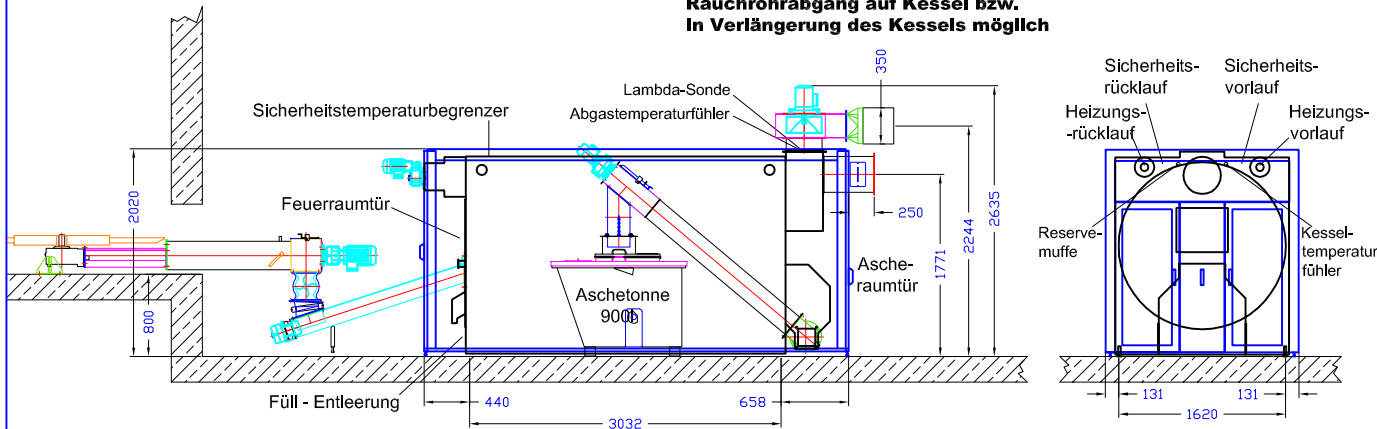 Rauchrohrabgang auf Kessel bzw.
In Verlängerung des Kessels möglich
350
Lambda-Sonde
Abgastemperaturfühler
Sicherheitstemperaturbegrenzer
Sicherheits-
rücklauf
Sicherheits-
vorlauf
Heizungs-
-rücklauf
Heizungs-
vorlauf
2020
Feuerraumtür
250
1771
2244
2635
Reserve-
muffe
Kessel-
temperatur
fühler
Asche-
raumtür
Aschetonne
900l
800
Füll - Entleerung
440
658
3032
131
131
1620